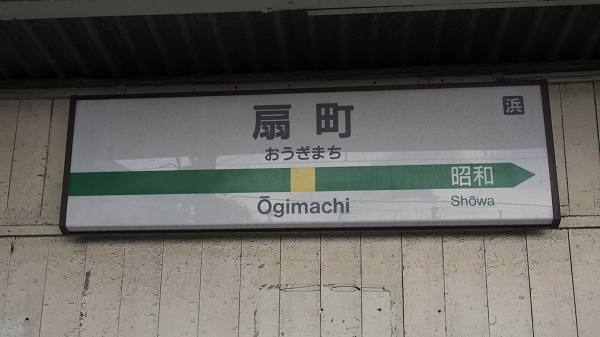 浜
扇町
おうぎまち
昭和
Ōgimachi
Shōwa